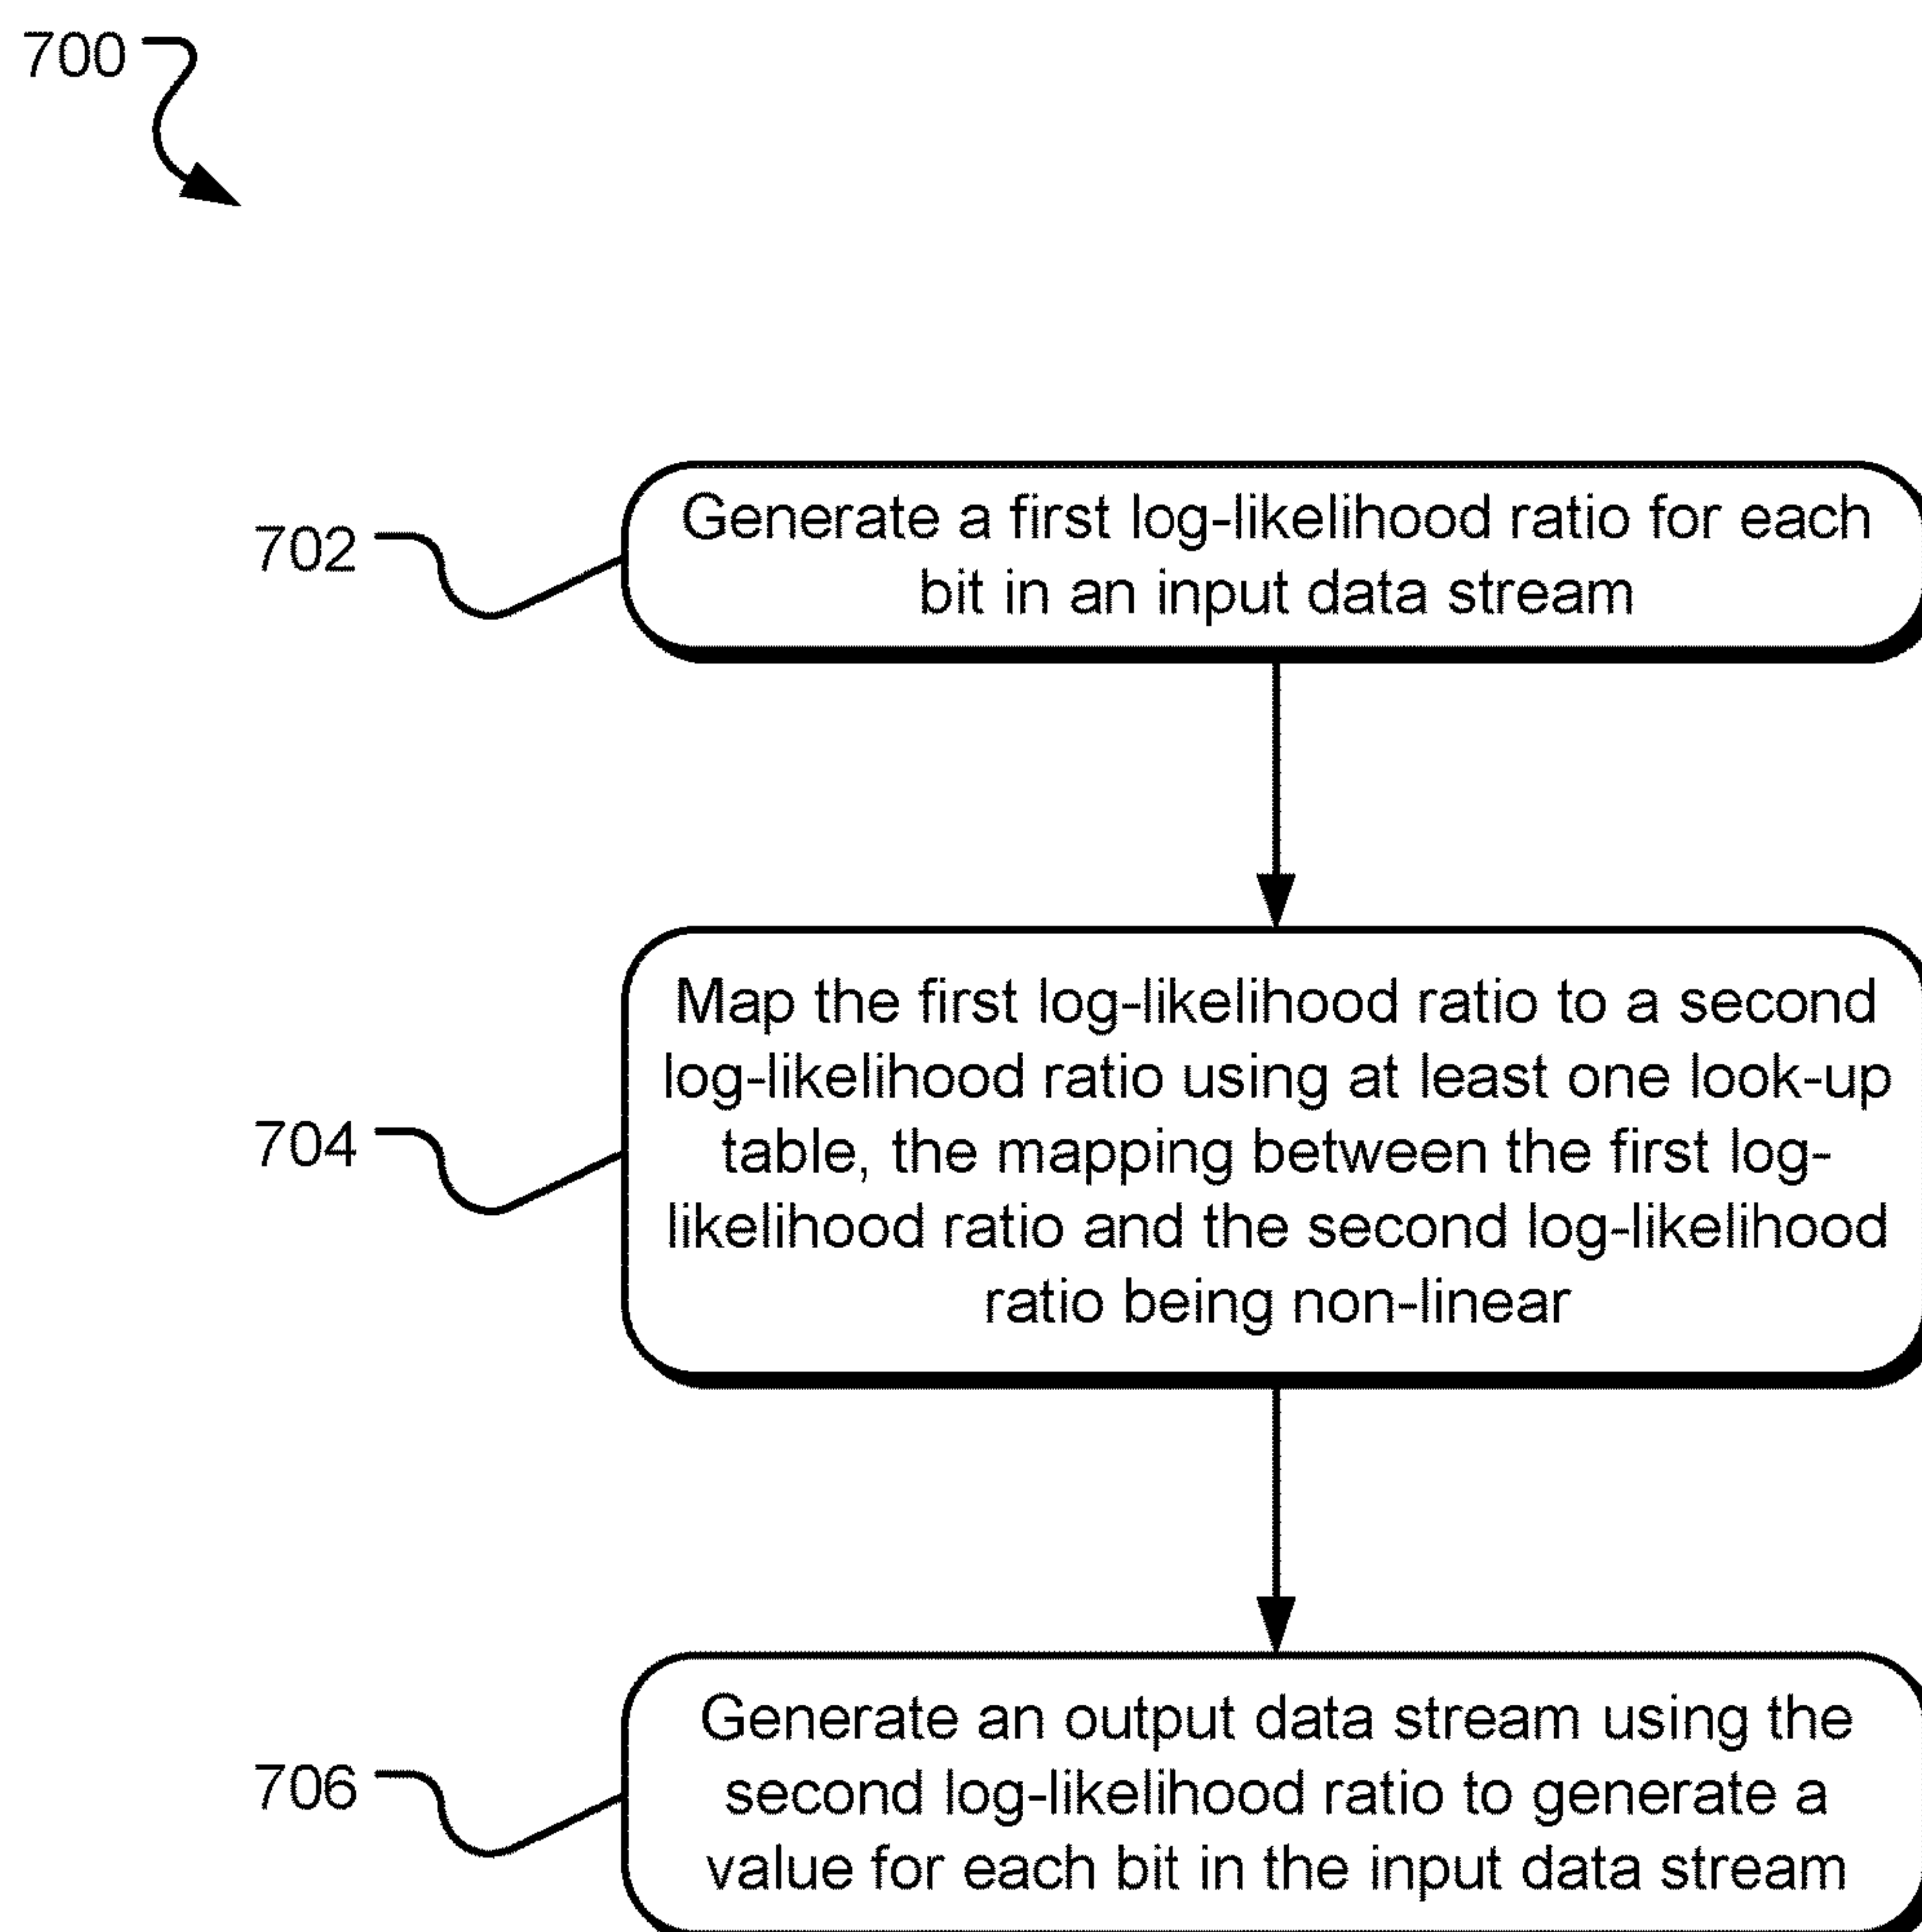 700
702
Generate a first log-likelihood ratio for each
bit in an input data stream
704
Map the first log-likelihood ratio to a second
log-likelihood ratio using at least one look-up
table, the mapping between the first log-
likelihood ratio and the second log-likelihood
ratio being non-linear
706
Generate an output data stream using the
second log-likelihood ratio to generate a
value for each bit in the input data stream